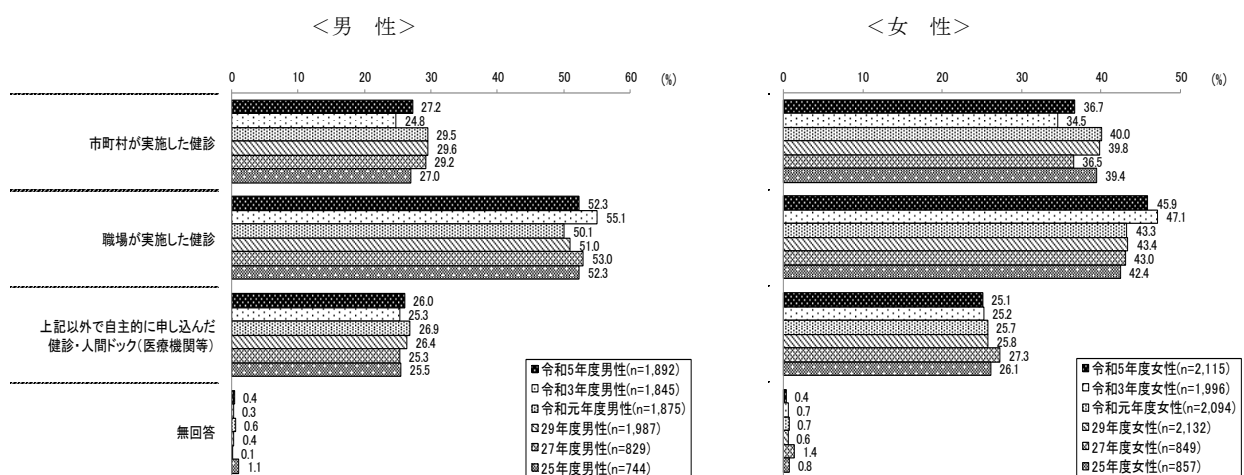 ＜男　性＞
0 10 20 30 40 50 60 (%)
市町村が実施した健診
27.2
24.8
29.5
29.6
29.2
27.0
職場が実施した健診
52.3
55.1
50.1
51.0
53.0
52.3
上記以外で自主的に申し込んだ
健診・人間ドック(医療機関等)
26.0
25.3
26.9
26.4
25.3
25.5
無回答
0.4
0.3
0.6
0.4
0.1
1.1
令和5年度男性(n=1,892)
令和3年度男性(n=1,845)
令和元年度男性(n=1,875)
29年度男性(n=1,987)
27年度男性(n=829)
25年度男性(n=744)
＜女　性＞
0 10 20 30 40 50 (%)
36.7
34.5
40.0
39.8
36.5
39.4
45.9
47.1
43.3
43.4
43.0
42.4
25.1
25.2
25.7
25.8
27.3
26.1
0.4
0.7
0.7
0.6
1.4
0.8
令和5年度女性(n=2,115)
令和3年度女性(n=1,996)
令和元年度女性(n=2,094)
29年度女性(n=2,132)
27年度女性(n=849)
25年度女性(n=857)